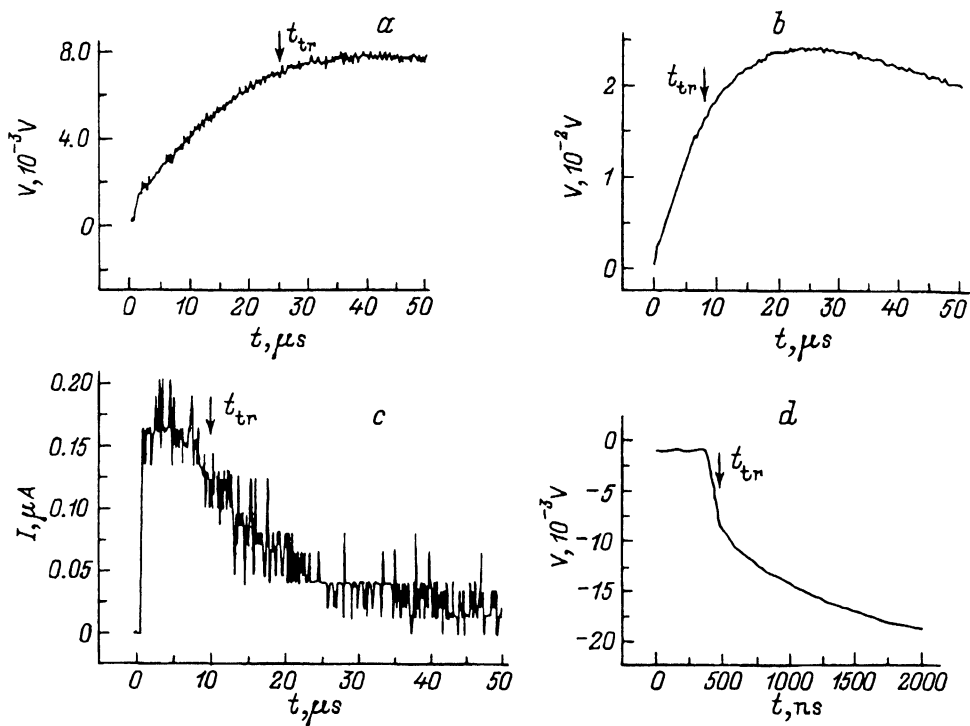 a
t_tr
8.0
4.0
0
V, 10⁻³V
0 10 20 30 40 50
t, μs
b
t_tr
2
1
0
V, 10⁻²V
0 10 20 30 40 50
t, μs
c
t_tr
0.20
0.15
0.10
0.05
0
I, μA
0 10 20 30 40 50
t, μs
d
t_tr
0
-5
-10
-15
-20
V, 10⁻³V
0 500 1000 1500 2000
t, ns